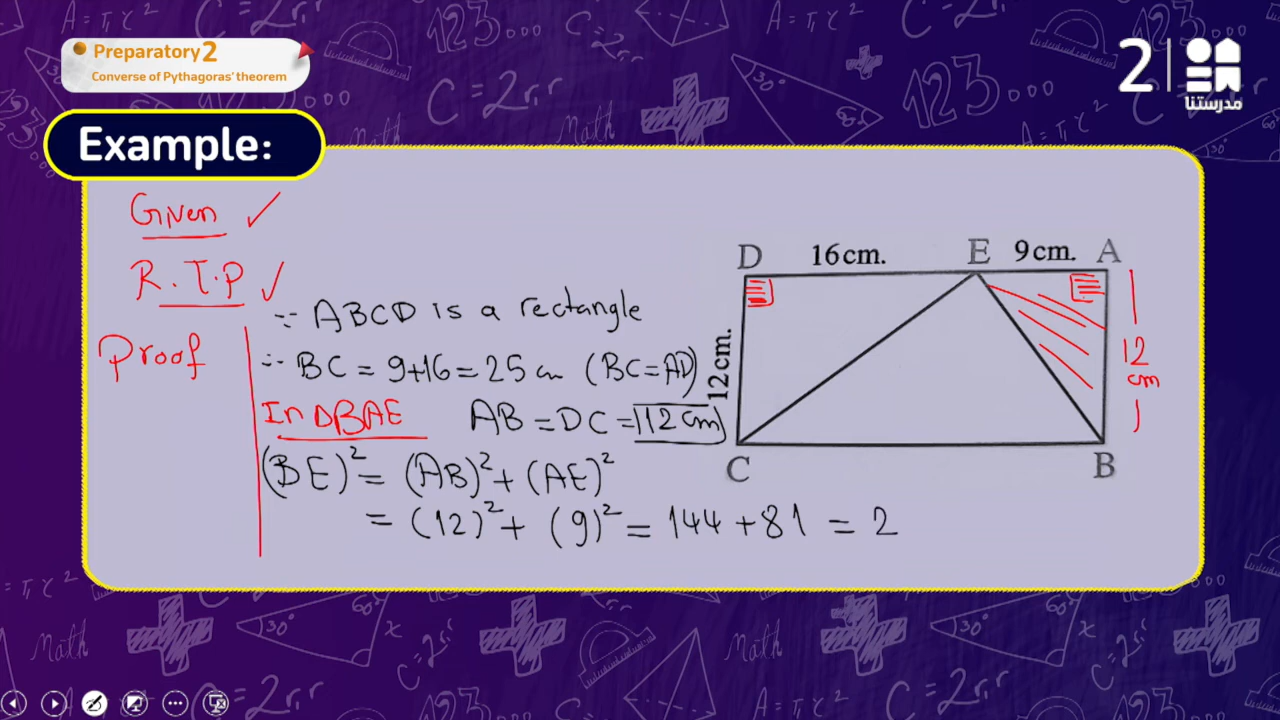 Preparatory 2
Converse of Pythagoras' theorem
2
مدرستنا
Example:
Given ✓
R.T.P ✓
Proof
∵ ABCD is a rectangle
∴ BC = 9+16 = 25 cm (BC=AD)
In ΔBAE AB = DC = 12 cm
(BE)² = (AB)² + (AE)²
= (12)² + (9)² = 144 + 81 = 2
D 16 cm. E 9 cm. A
12 cm.
12 cm
C B